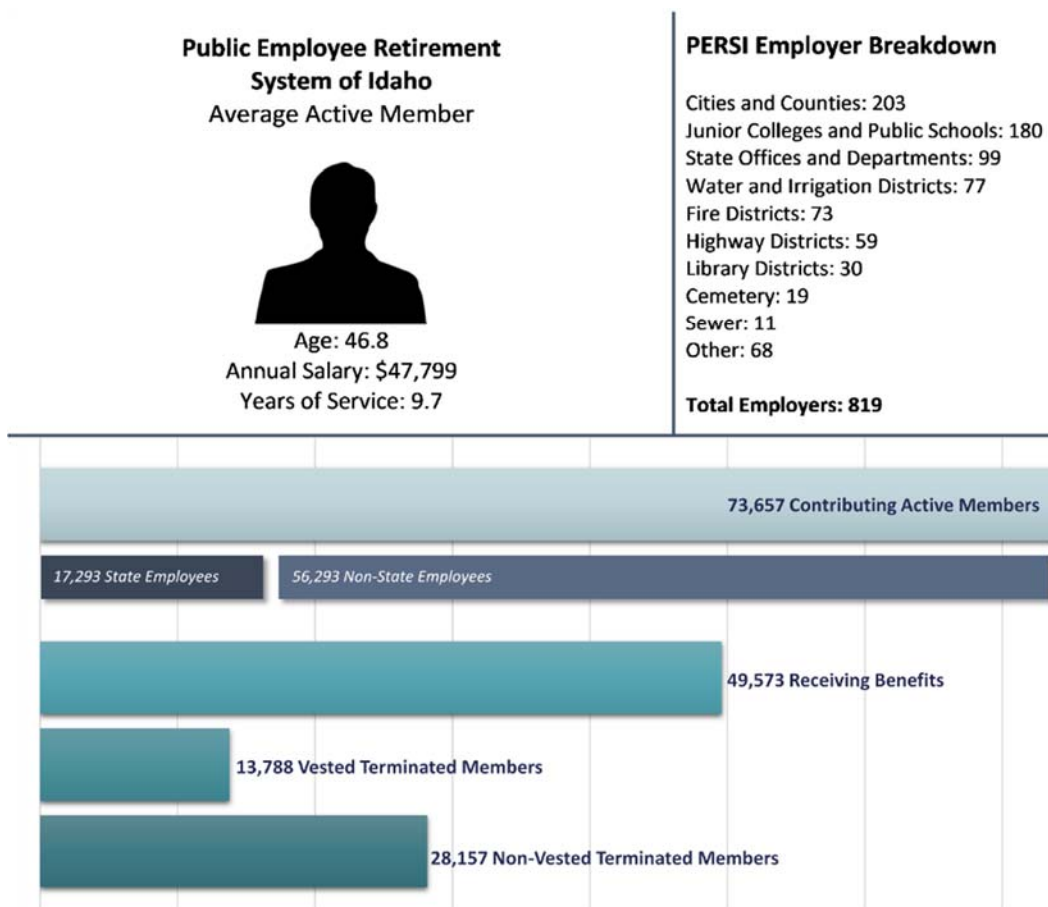 Public Employee Retirement
System of Idaho
Average Active Member
Age: 46.8
Annual Salary: $47,799
Years of Service: 9.7
PERSI Employer Breakdown
Cities and Counties: 203
Junior Colleges and Public Schools: 180
State Offices and Departments: 99
Water and Irrigation Districts: 77
Fire Districts: 73
Highway Districts: 59
Library Districts: 30
Cemetery: 19
Sewer: 11
Other: 68
Total Employers: 819
73,657 Contributing Active Members
17,293 State Employees
56,293 Non-State Employees
49,573 Receiving Benefits
13,788 Vested Terminated Members
28,157 Non-Vested Terminated Members